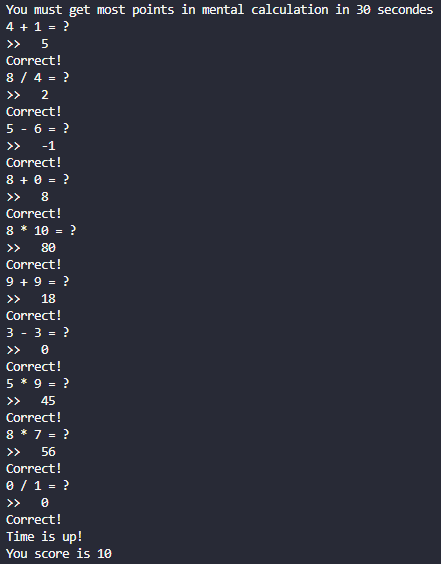 You must get most points in mental calculation in 30 secondes
4 + 1 = ?
>>  5
Correct!
8 / 4 = ?
>>  2
Correct!
5 - 6 = ?
>>  -1
Correct!
8 + 0 = ?
>>  8
Correct!
8 * 10 = ?
>>  80
Correct!
9 + 9 = ?
>>  18
Correct!
3 - 3 = ?
>>  0
Correct!
5 * 9 = ?
>>  45
Correct!
8 * 7 = ?
>>  56
Correct!
0 / 1 = ?
>>  0
Correct!
Time is up!
You score is 10